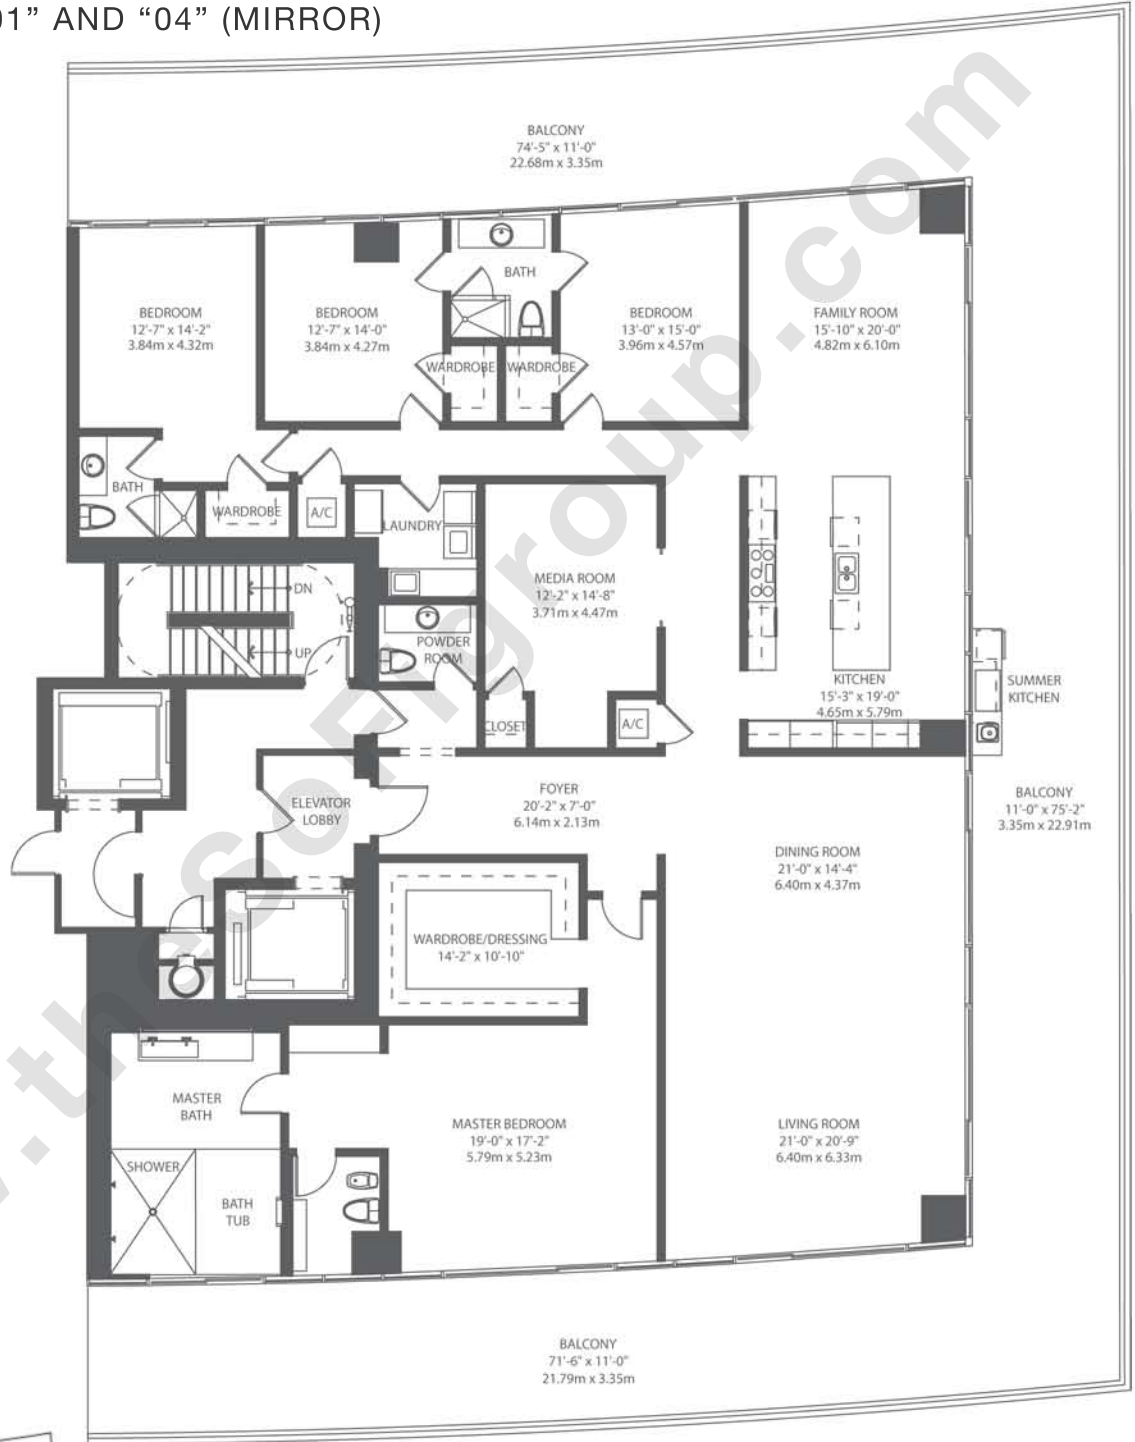 01” AND “04” (MIRROR)
BALCONY
74'-5" x 11'-0"
22.68m x 3.35m
BATH
BEDROOM
12'-7" x 14'-2"
3.84m x 4.32m
BEDROOM
12'-7" x 14'-0"
3.84m x 4.27m
BEDROOM
13'-0" x 15'-0"
3.96m x 4.57m
FAMILY ROOM
15'-10" x 20'-0"
4.82m x 6.10m
WARDROBE
WARDROBE
BATH
WARDROBE
A/C
LAUNDRY
MEDIA ROOM
12'-2" x 14'-8"
3.71m x 4.47m
DN
UP
POWDER
ROOM
KITCHEN
15'-3" x 19'-0"
4.65m x 5.79m
SUMMER
KITCHEN
CLOSET
A/C
ELEVATOR
LOBBY
FOYER
20'-2" x 7'-0"
6.14m x 2.13m
BALCONY
11'-0" x 75'-2"
3.35m x 22.91m
DINING ROOM
21'-0" x 14'-4"
6.40m x 4.37m
WARDROBE/DRESSING
14'-2" x 10'-10"
MASTER
BATH
MASTER BEDROOM
19'-0" x 17'-2"
5.79m x 5.23m
LIVING ROOM
21'-0" x 20'-9"
6.40m x 6.33m
SHOWER
BATH
TUB
BALCONY
71'-6" x 11'-0"
21.79m x 3.35m
.theSoFIgroup.com